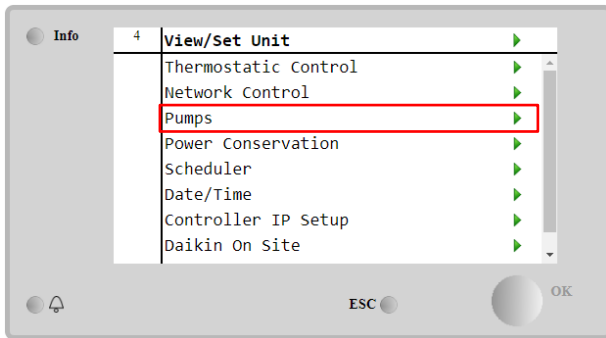 Info
4 View/Set Unit
Thermostatic Control
Network Control
Pumps
Power Conservation
Scheduler
Date/Time
Controller IP Setup
Daikin On Site
ESC
OK